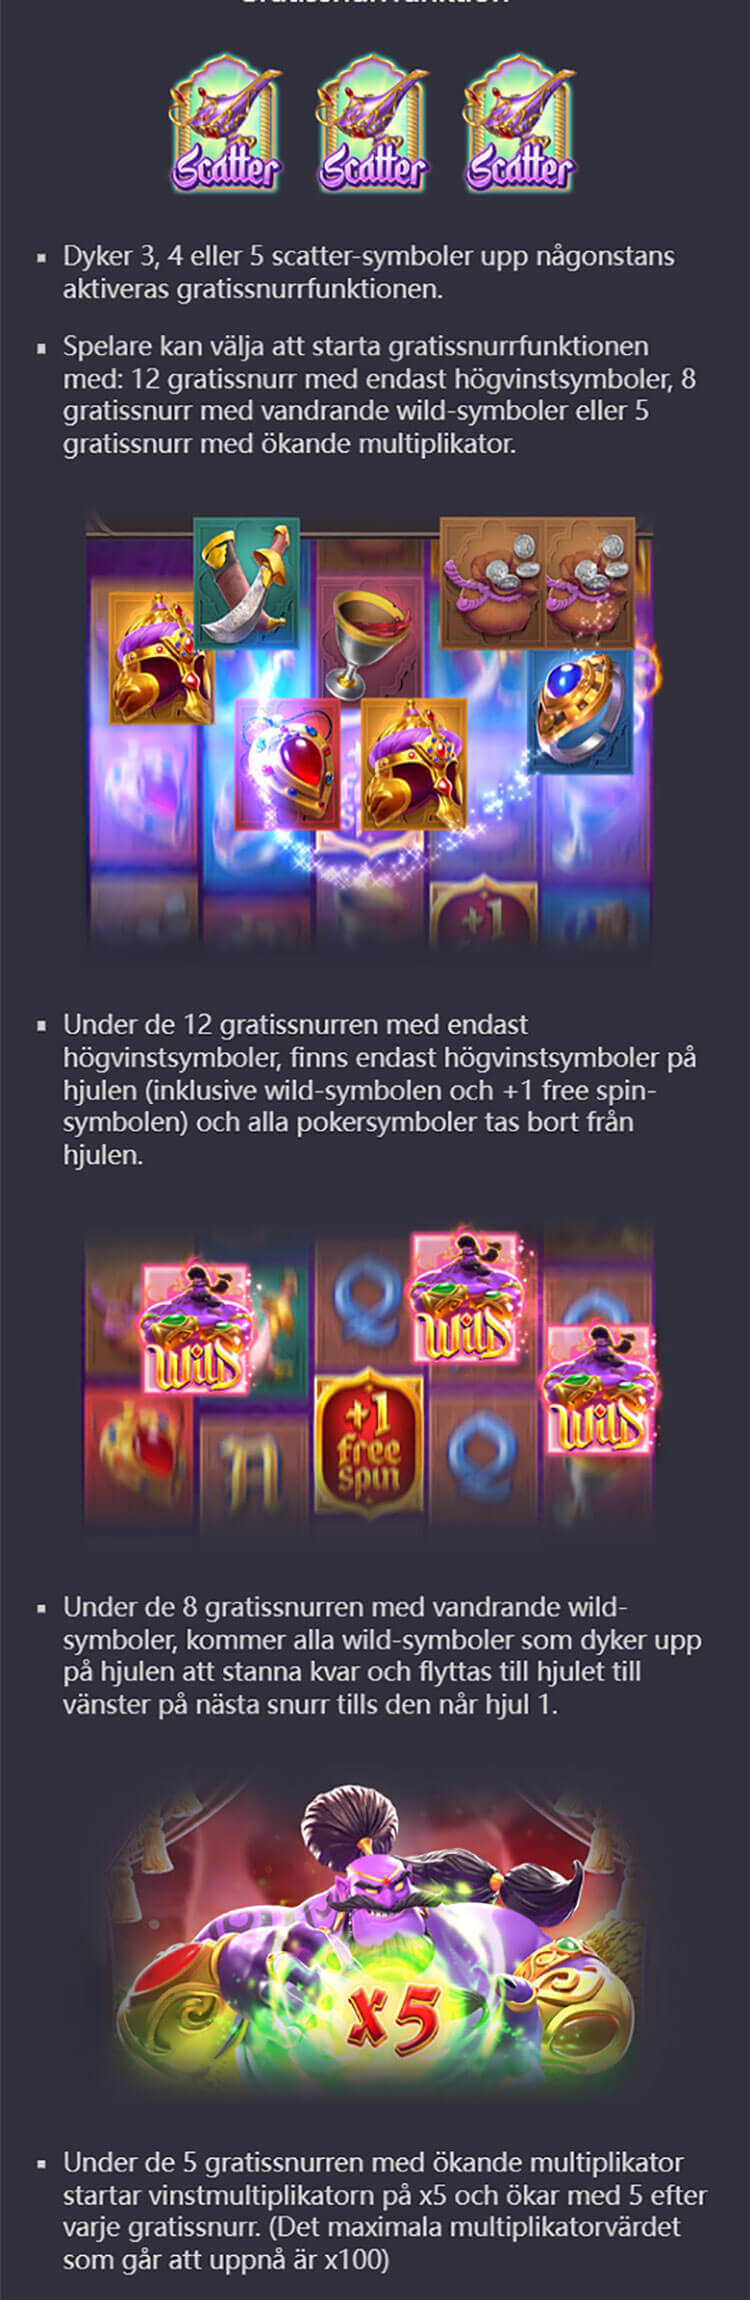 Gratissnurrfunktion
Scatter Scatter Scatter
Dyker 3, 4 eller 5 scatter-symboler upp någonstans
aktiveras gratissnurrfunktionen.
Spelare kan välja att starta gratissnurrfunktionen
med: 12 gratissnurr med endast högvinstsymboler, 8
gratissnurr med vandrande wild-symboler eller 5
gratissnurr med ökande multiplikator.
+1
Under de 12 gratissnurren med endast
högvinstsymboler, finns endast högvinstsymboler på
hjulen (inklusive wild-symbolen och +1 free spin-
symbolen) och alla pokersymboler tas bort från
hjulen.
Wild
Q
Wild
Wild
+1
free
spin
A
Q
Under de 8 gratissnurren med vandrande wild-
symboler, kommer alla wild-symboler som dyker upp
på hjulen att stanna kvar och flyttas till hjulet till
vänster på nästa snurr tills den når hjul 1.
x5
Under de 5 gratissnurren med ökande multiplikator
startar vinstmultiplikatorn på x5 och ökar med 5 efter
varje gratissnurr. (Det maximala multiplikatorvärdet
som går att uppnå är x100)